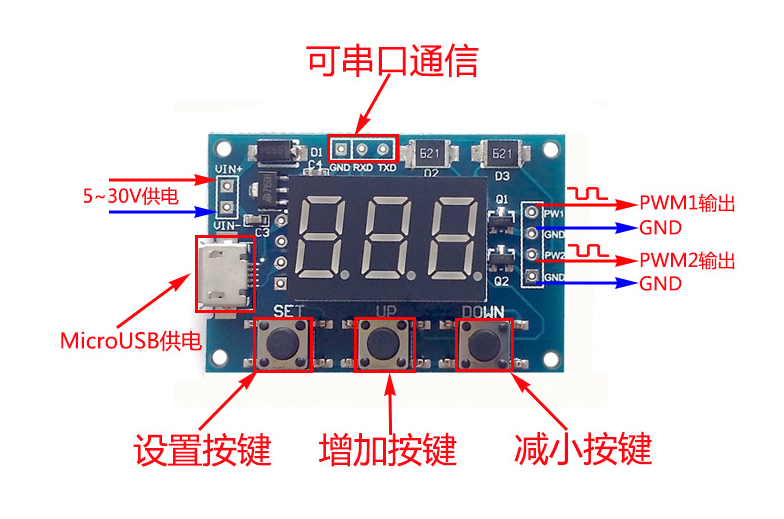 可串口通信
D1
C4
GND RXD TXD
621
D2
621
D3
VIN+
5~30V供电
VIN-
C3
Q1
PW1
PWM1输出
GND
GND
PW2
PWM2输出
Q2
GND
GND
888
MicroUSB供电
SET
UP
DOWN
设置按键
增加按键
减小按键